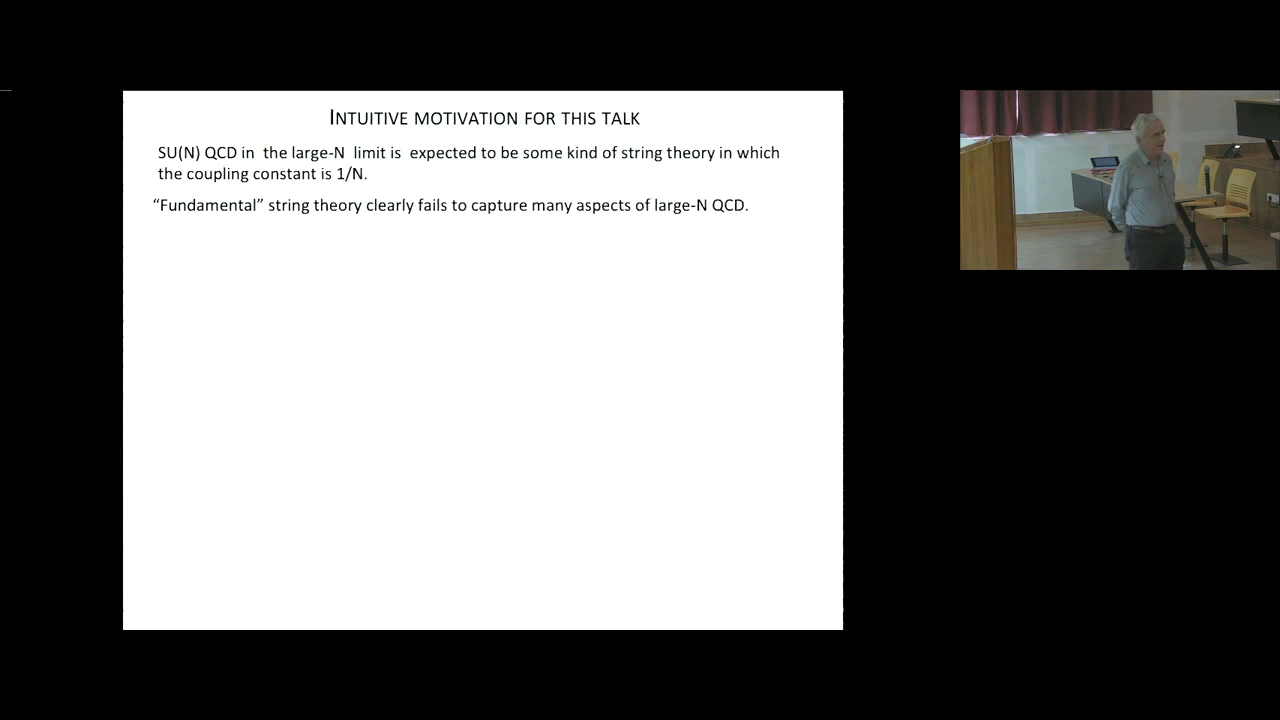 INTUITIVE MOTIVATION FOR THIS TALK
SU(N) QCD in the large-N limit is expected to be some kind of string theory in which
the coupling constant is 1/N.
“Fundamental” string theory clearly fails to capture many aspects of large-N QCD.